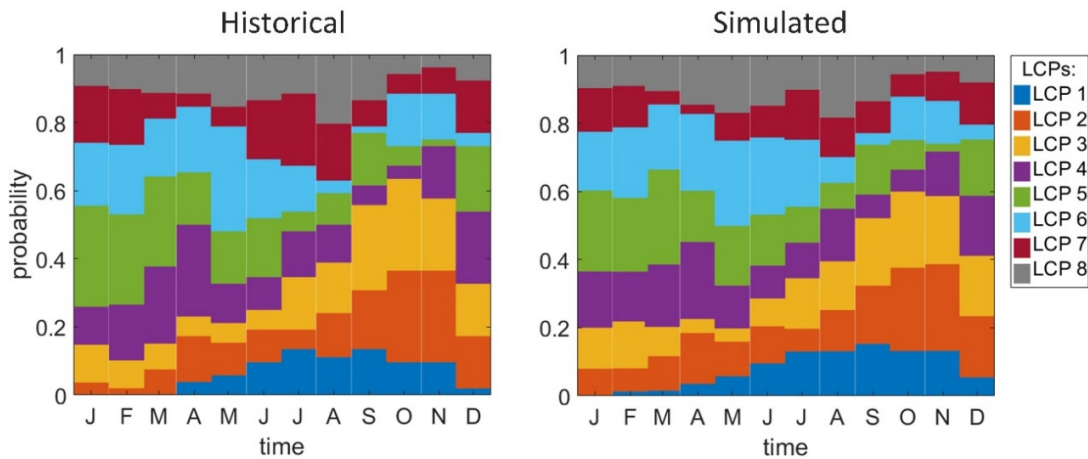 Historical
Simulated
1
0.8
0.6
0.4
0.2
0
probability
J F M A M J J A S O N D
time
1
0.8
0.6
0.4
0.2
0
J F M A M J J A S O N D
time
LCPs:
LCP 1
LCP 2
LCP 3
LCP 4
LCP 5
LCP 6
LCP 7
LCP 8